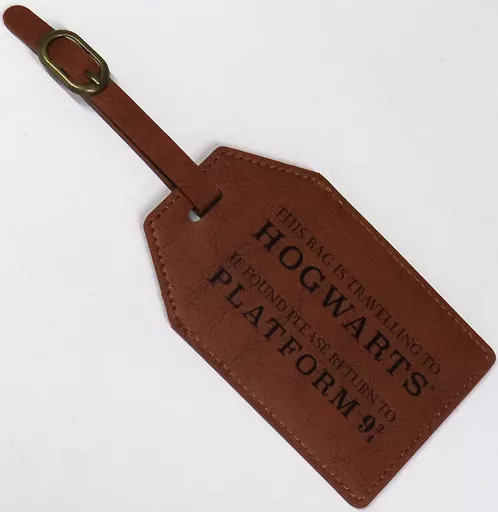 THIS BAG IS TRAVELLING TO
HOGWARTS
IF FOUND PLEASE RETURN TO
PLATFORM 9¾